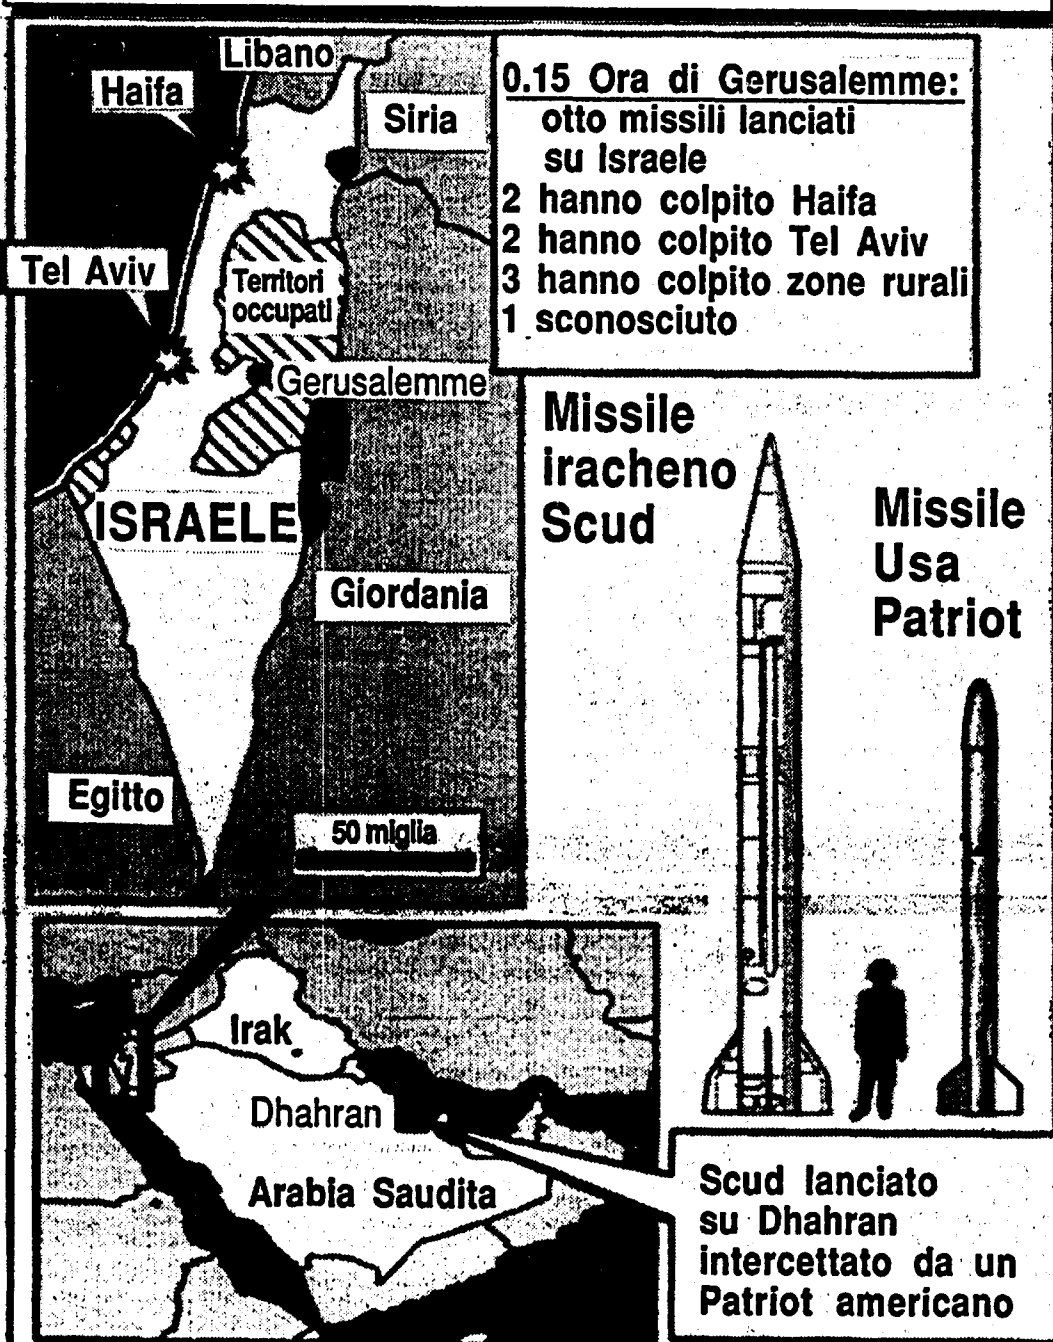 Libano
Haifa
Siria
Tel Aviv
Territori
occupati
Gerusalemme
ISRAELE
Giordania
Egitto
50 miglia
0.15 Ora di Gerusalemme:
otto missili lanciati
su Israele
2 hanno colpito Haifa
2 hanno colpito Tel Aviv
3 hanno colpito zone rurali
1 sconosciuto
Missile
iracheno
Scud
Missile
Usa
Patriot
Irak
Dhahran
Arabia Saudita
Scud lanciato
su Dhahran
intercettato da un
Patriot americano